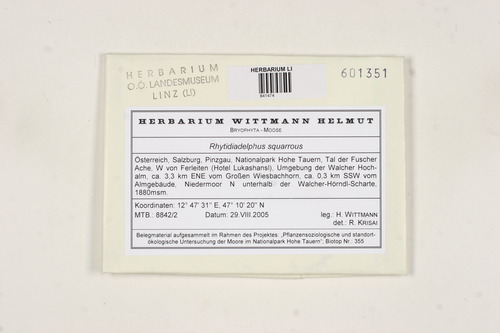 HERBARIUM
O.Ö. LANDESMUSEUM
LINZ (LI)
HERBARIUM LI
841474
601351
HERBARIUM WITTMANN HELMUT
BRYOPHYTA - MOOSE
Rhytidiadelphus squarrous
Österreich, Salzburg, Pinzgau, Nationalpark Hohe Tauern, Tal der Fuscher
Ache, W von Ferleiten (Hotel Lukashansl), Umgebung der Walcher Hoch-
alm, ca. 3,3 km ENE vom Großen Wiesbachhorn, ca. 0,3 km SSW vom
Almgebäude, Niedermoor N unterhalb der Walcher-Hörndl-Scharte,
1880msm.
Koordinaten: 12° 47' 31" E, 47° 10' 20" N
MTB.: 8842/2 Datum: 29.VIII.2005 leg.: H. WITTMANN
det.: R. KRISAI
Belegmaterial aufgesammelt im Rahmen des Projektes „Pflanzensoziologische und standort-
ökologische Untersuchung der Moore im Nationalpark Hohe Tauern"; Biotop Nr.: 355